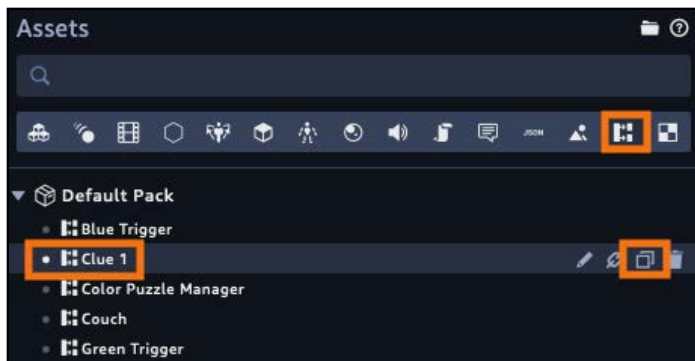 Assets
JSON
Default Pack
Blue Trigger
Clue 1
Color Puzzle Manager
Couch
Green Trigger